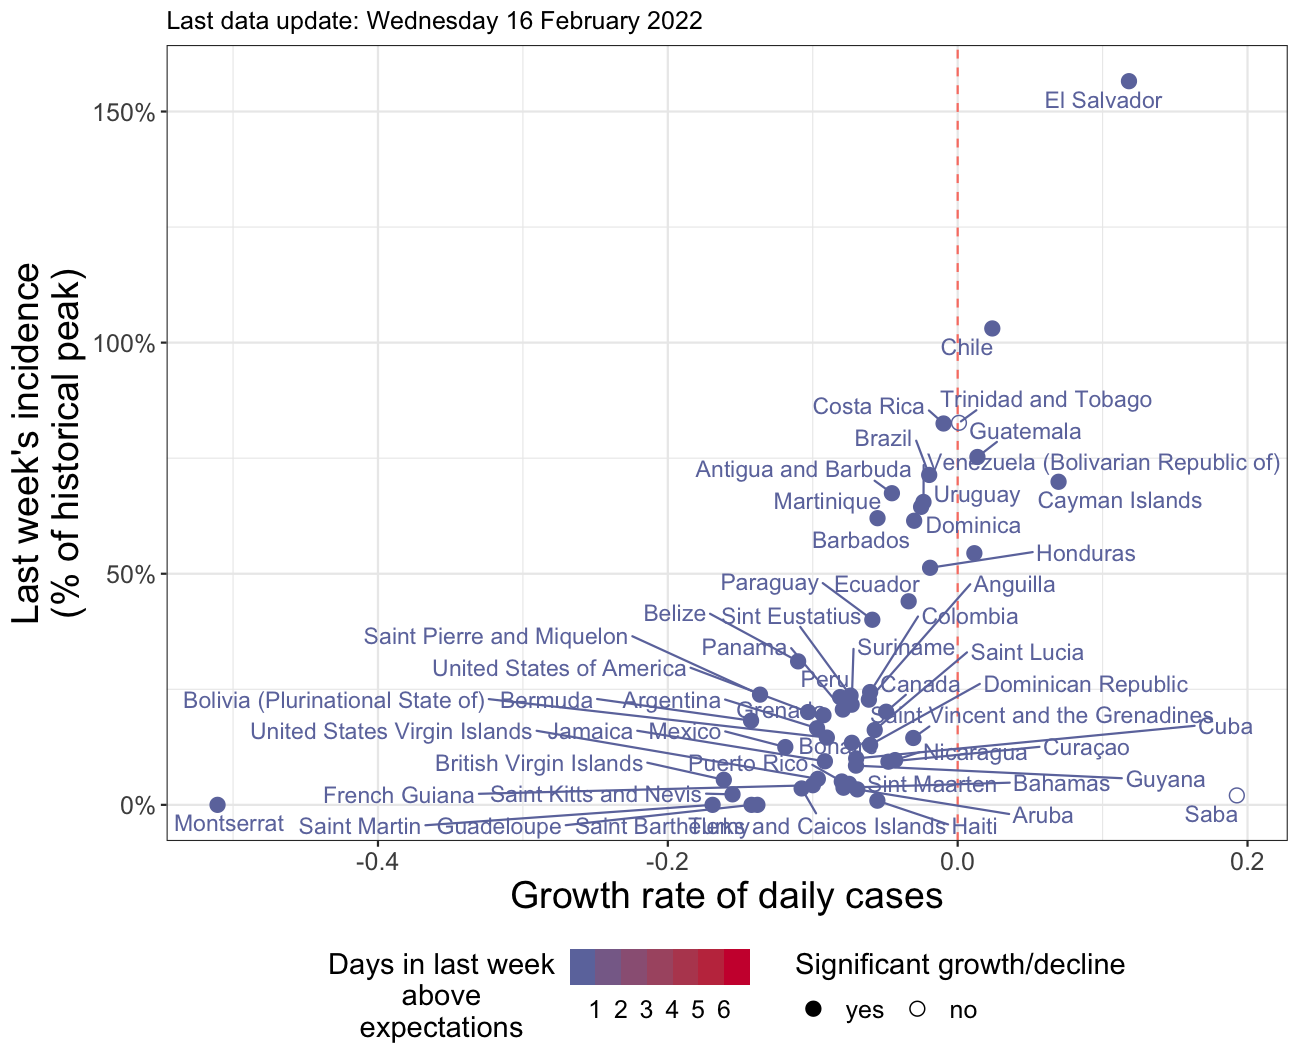 Last data update: Wednesday 16 February 2022
Last week's incidence
(% of historical peak)
150%
100%
50%
0%
El Salvador
Chile
Costa Rica
Trinidad and Tobago
Brazil
Guatemala
Antigua and Barbuda
Venezuela (Bolivarian Republic of)
Martinique
Uruguay
Cayman Islands
Barbados
Dominica
Honduras
Paraguay
Ecuador
Anguilla
Belize
Sint Eustatius
Colombia
Saint Pierre and Miquelon
Panama
Suriname
Saint Lucia
United States of America
Peru
Canada
Dominican Republic
Bolivia (Plurinational State of)
Bermuda
Argentina
Grenada
Saint Vincent and the Grenadines
Cuba
United States Virgin Islands
Jamaica
Mexico
Nicaragua
Curaçao
British Virgin Islands
Puerto Rico
Guyana
French Guiana
Saint Kitts and Nevis
Sint Maarten
Bahamas
Saba
Montserrat
Saint Martin
Guadeloupe
Turks and Caicos Islands
Haiti
Aruba
-0.4
-0.2
0.0
0.2
Growth rate of daily cases
Days in last week
above
expectations
1 2 3 4 5 6
Significant growth/decline
yes
no